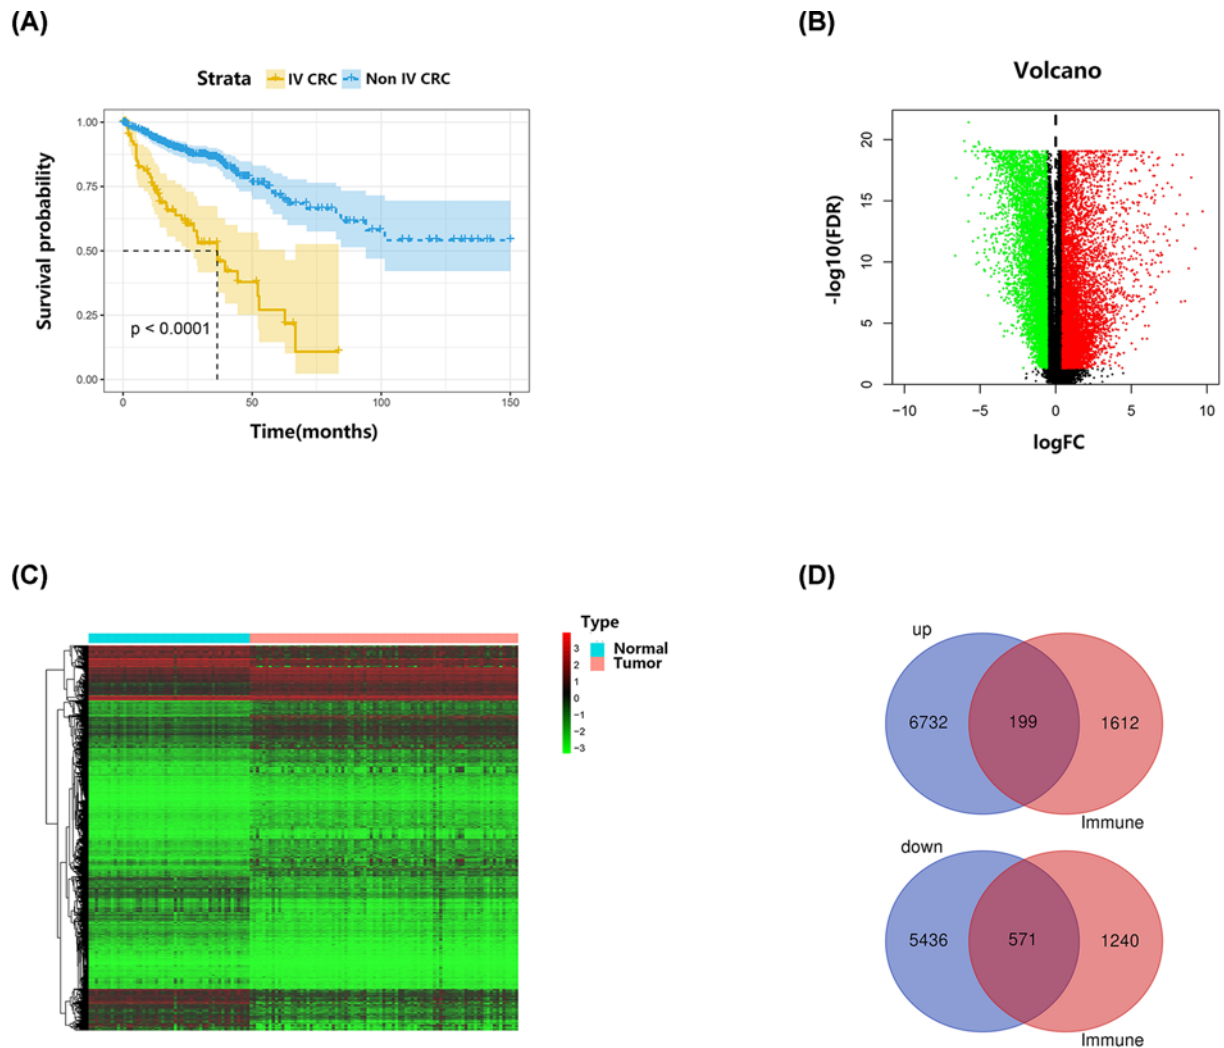 (A)
Strata IV CRC Non IV CRC
Survival probability
1.00
0.75
0.50
0.25
0.00
p < 0.0001
0 50 100 150
Time(months)
(B)
Volcano
-log10(FDR)
20
15
10
5
0
−10 −5 0 5 10
logFC
(C)
Type
Normal
Tumor
3
2
1
0
−1
−2
−3
(D)
up
6732 199 1612
Immune
down
5436 571 1240
Immune